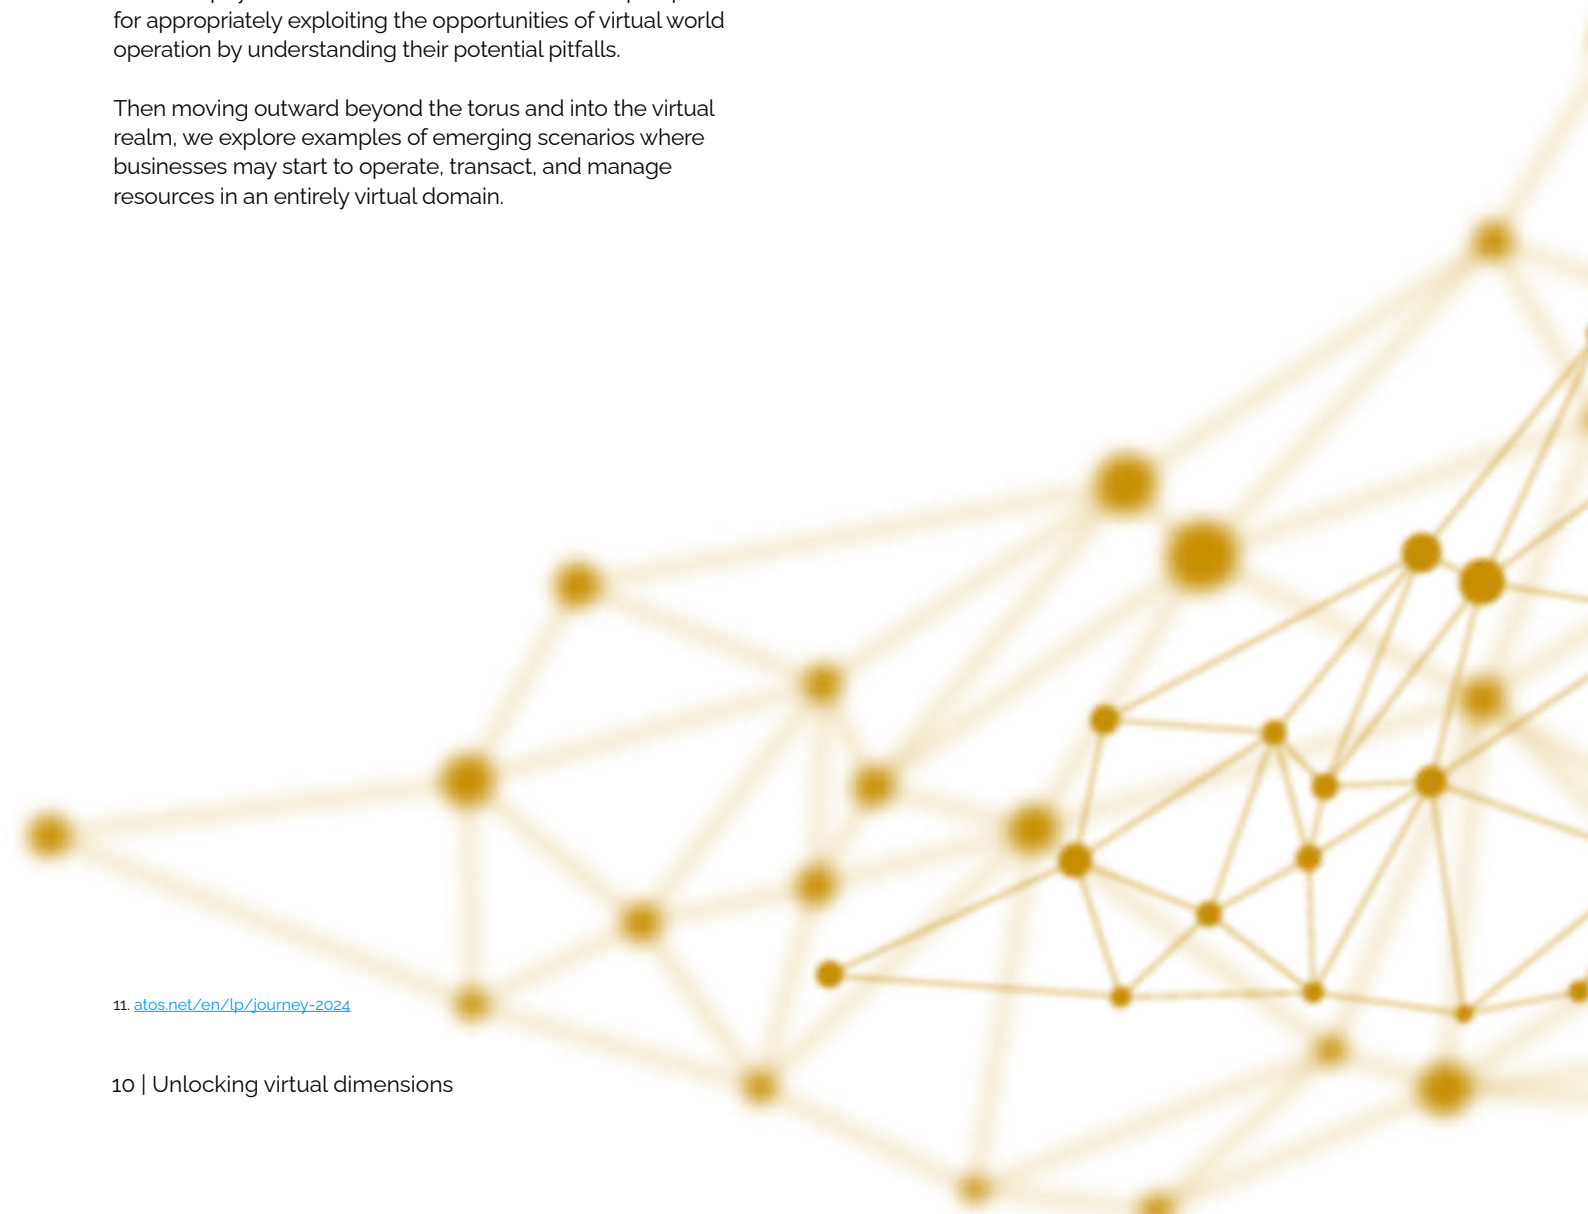 for appropriately exploiting the opportunities of virtual world
operation by understanding their potential pitfalls.
Then moving outward beyond the torus and into the virtual
realm, we explore examples of emerging scenarios where
businesses may start to operate, transact, and manage
resources in an entirely virtual domain.
11. atos.net/en/lp/journey-2024
10 | Unlocking virtual dimensions